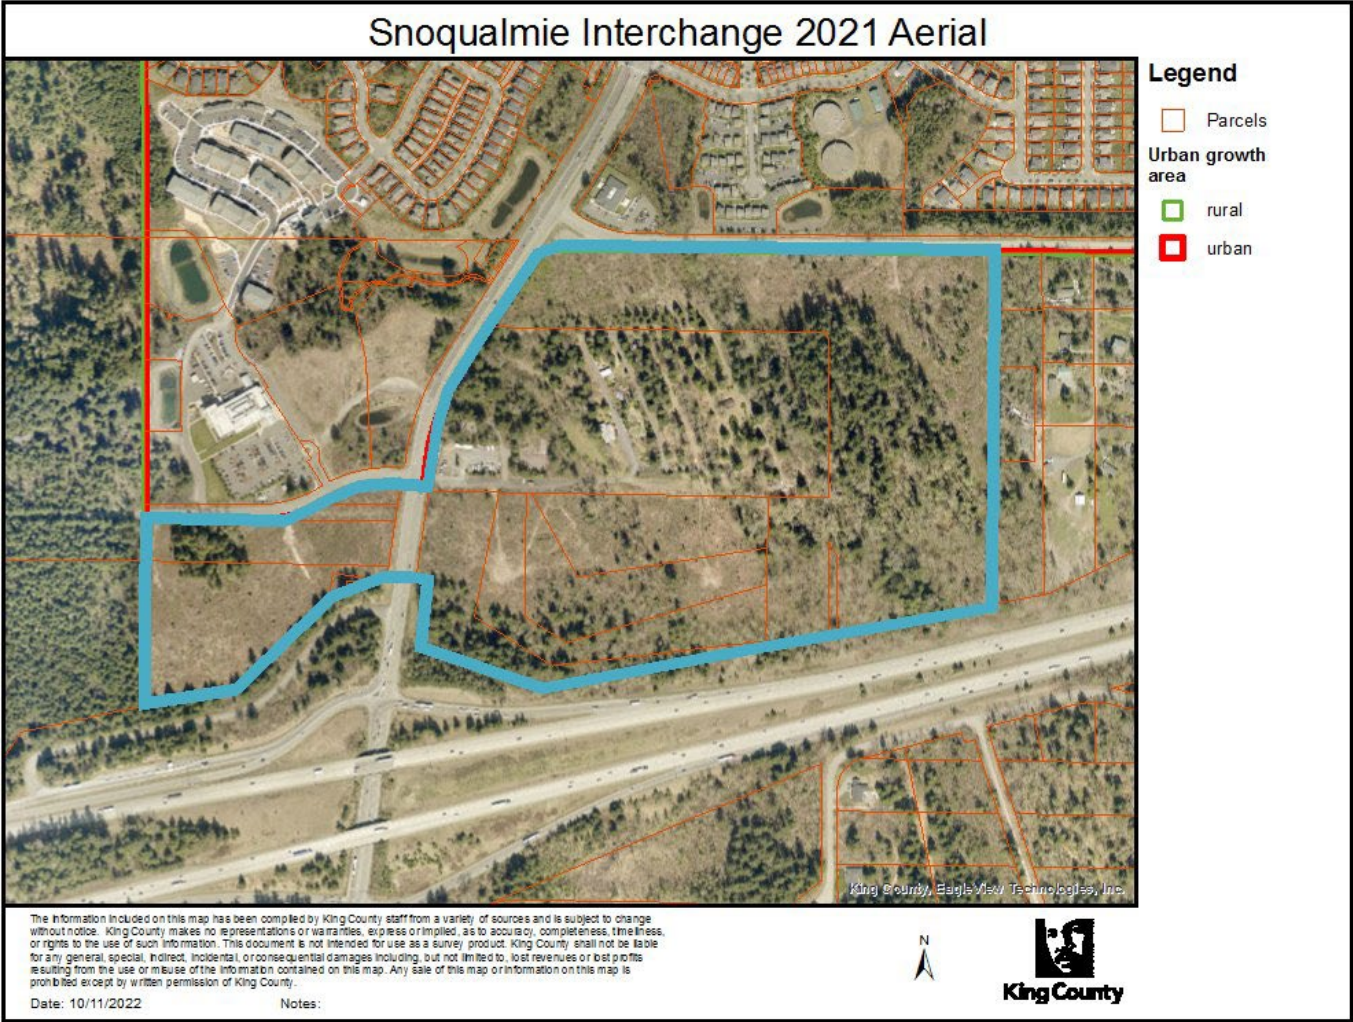 Snoqualmie Interchange 2021 Aerial
Legend
Parcels
Urban growth
area
rural
urban
King County, EagleView Technologies, Inc.
The information included on this map has been compiled by King County staff from a variety of sources and is subject to change
without notice. King County makes no representations or warranties, express or implied, as to accuracy, completeness, timeliness,
or rights to the use of such information. This document is not intended for use as a survey product. King County shall not be liable
for any general, special, indirect, incidental, or consequential damages including, but not limited to, lost revenues or lost profits
resulting from the use or misuse of the information contained on this map. Any sale of this map or information on this map is
prohibited except by written permission of King County.
Date: 10/11/2022 Notes:
N
King County